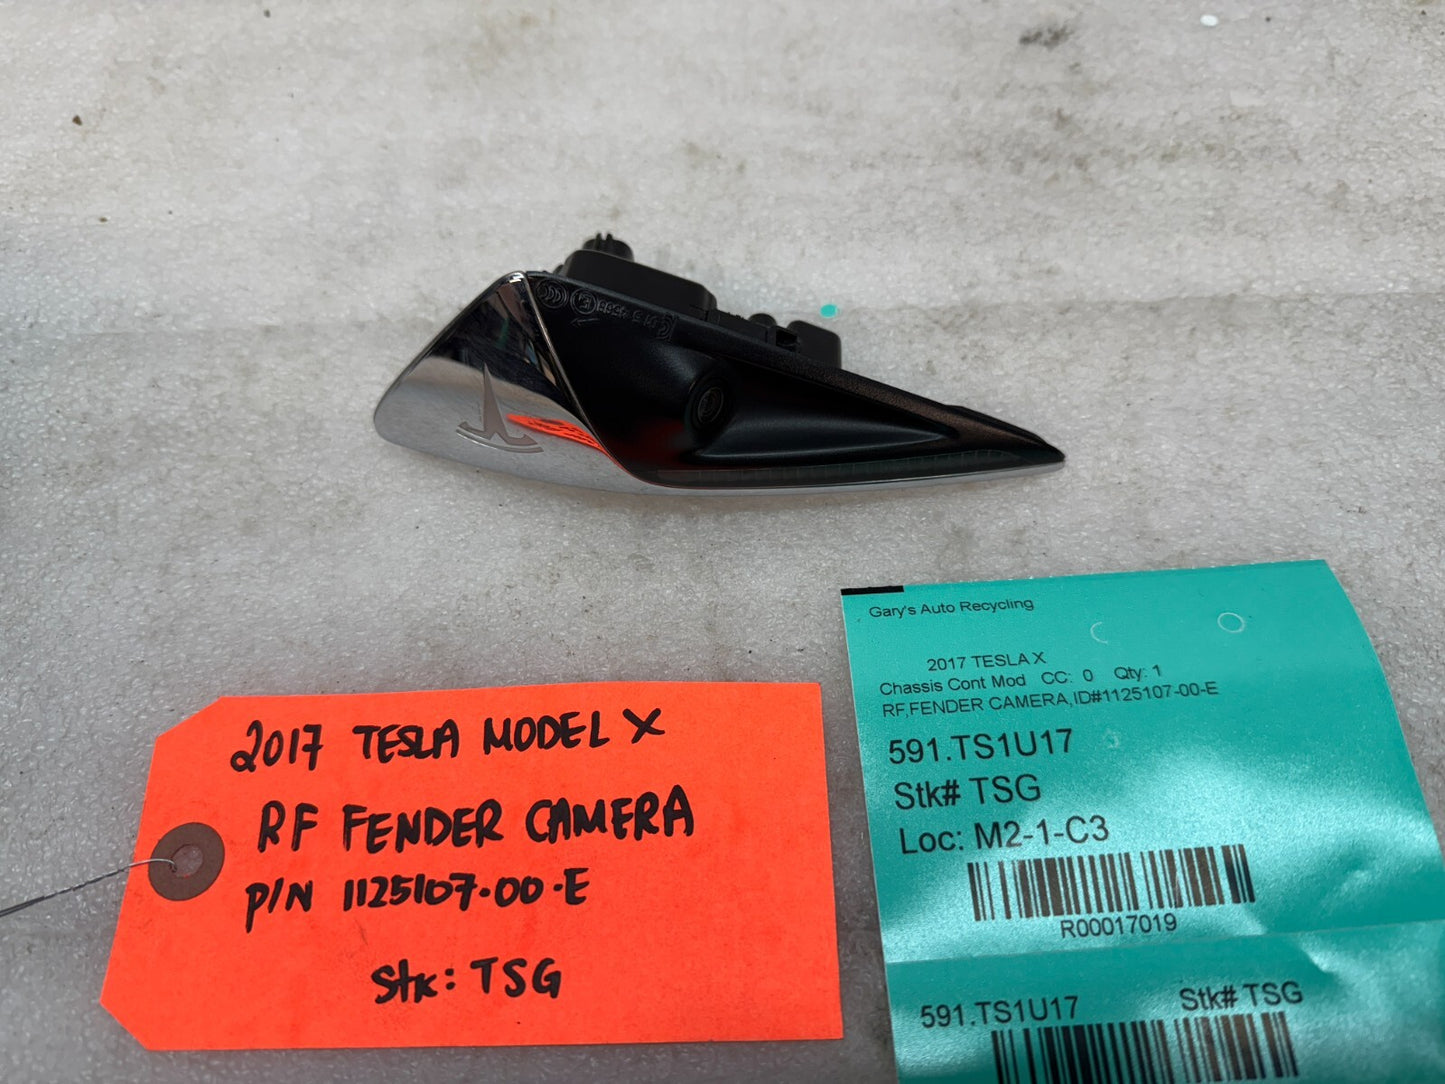 2017 TESLA MODEL X
RF FENDER CAMERA
P/N 1125107-00-E
Stk: TSG
Gary's Auto Recycling
2017 TESLA X
Chassis Cont Mod CC: 0 Qty: 1
RF,FENDER CAMERA,ID#1125107-00-E
591.TS1U17
Stk# TSG
Loc: M2-1-C3
R00017019
591.TS1U17 Stk# TSG